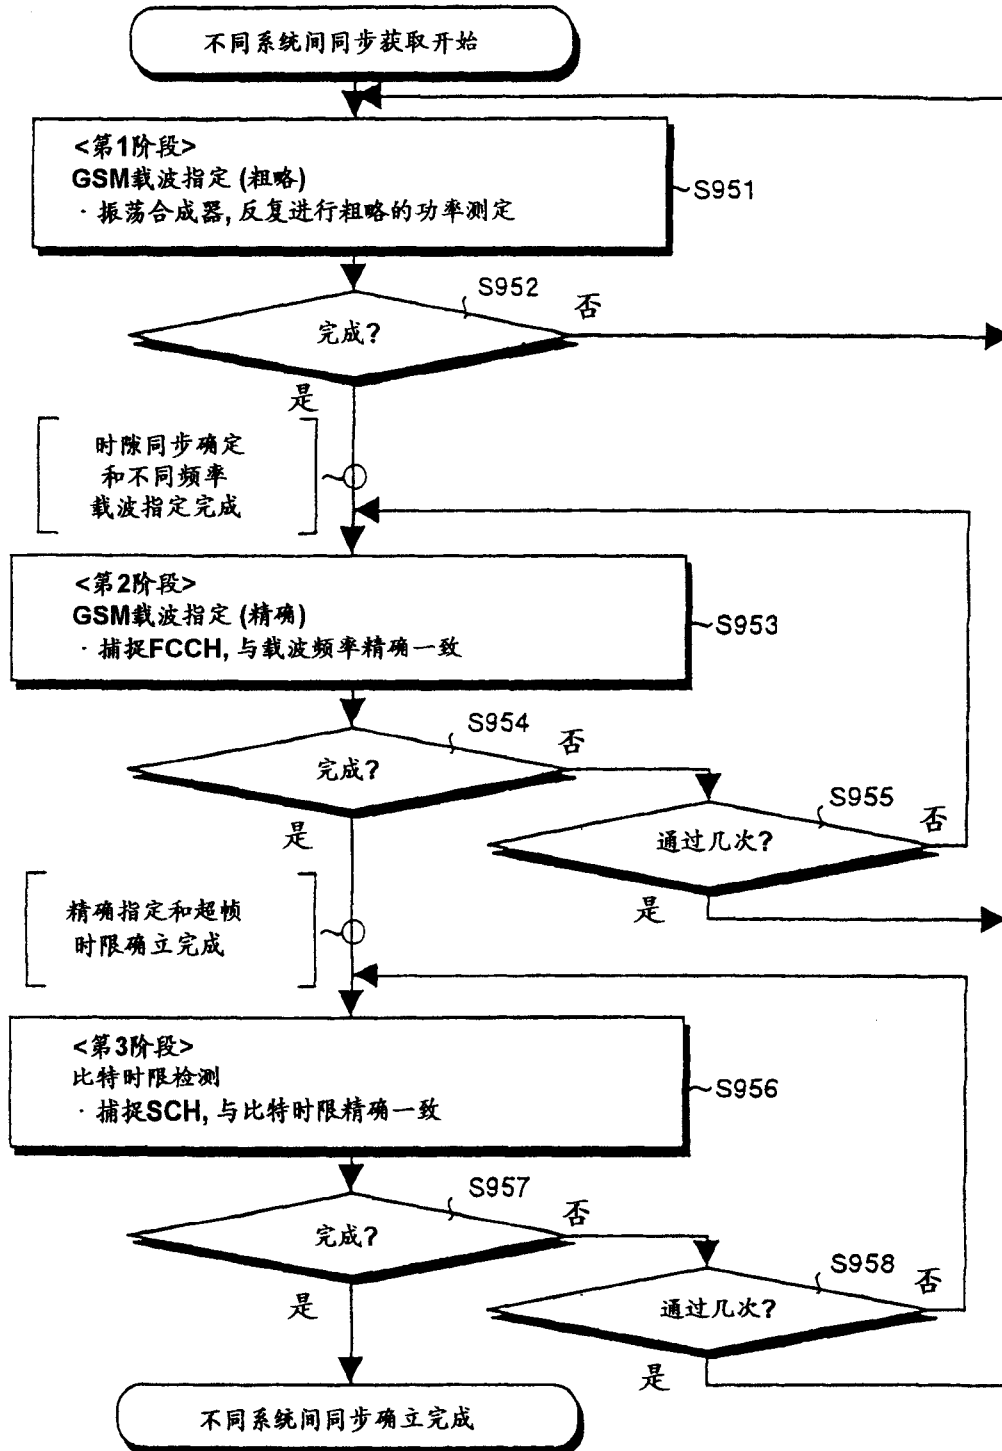 不同系统间同步获取开始
<第1阶段>
GSM载波指定 (粗略)
· 振荡合成器, 反复进行粗略的功率测定
S951
S952
否
完成?
是
时隙同步确定
和不同频率
载波指定完成
<第2阶段>
GSM载波指定 (精确)
· 捕捉FCCH, 与载波频率精确一致
S953
S954
否
完成?
S955
否
是
通过几次?
是
精确指定和超帧
时限确立完成
<第3阶段>
比特时限检测
· 捕捉SCH, 与比特时限精确一致
S956
S957
否
完成?
S958
否
是
通过几次?
是
不同系统间同步确立完成